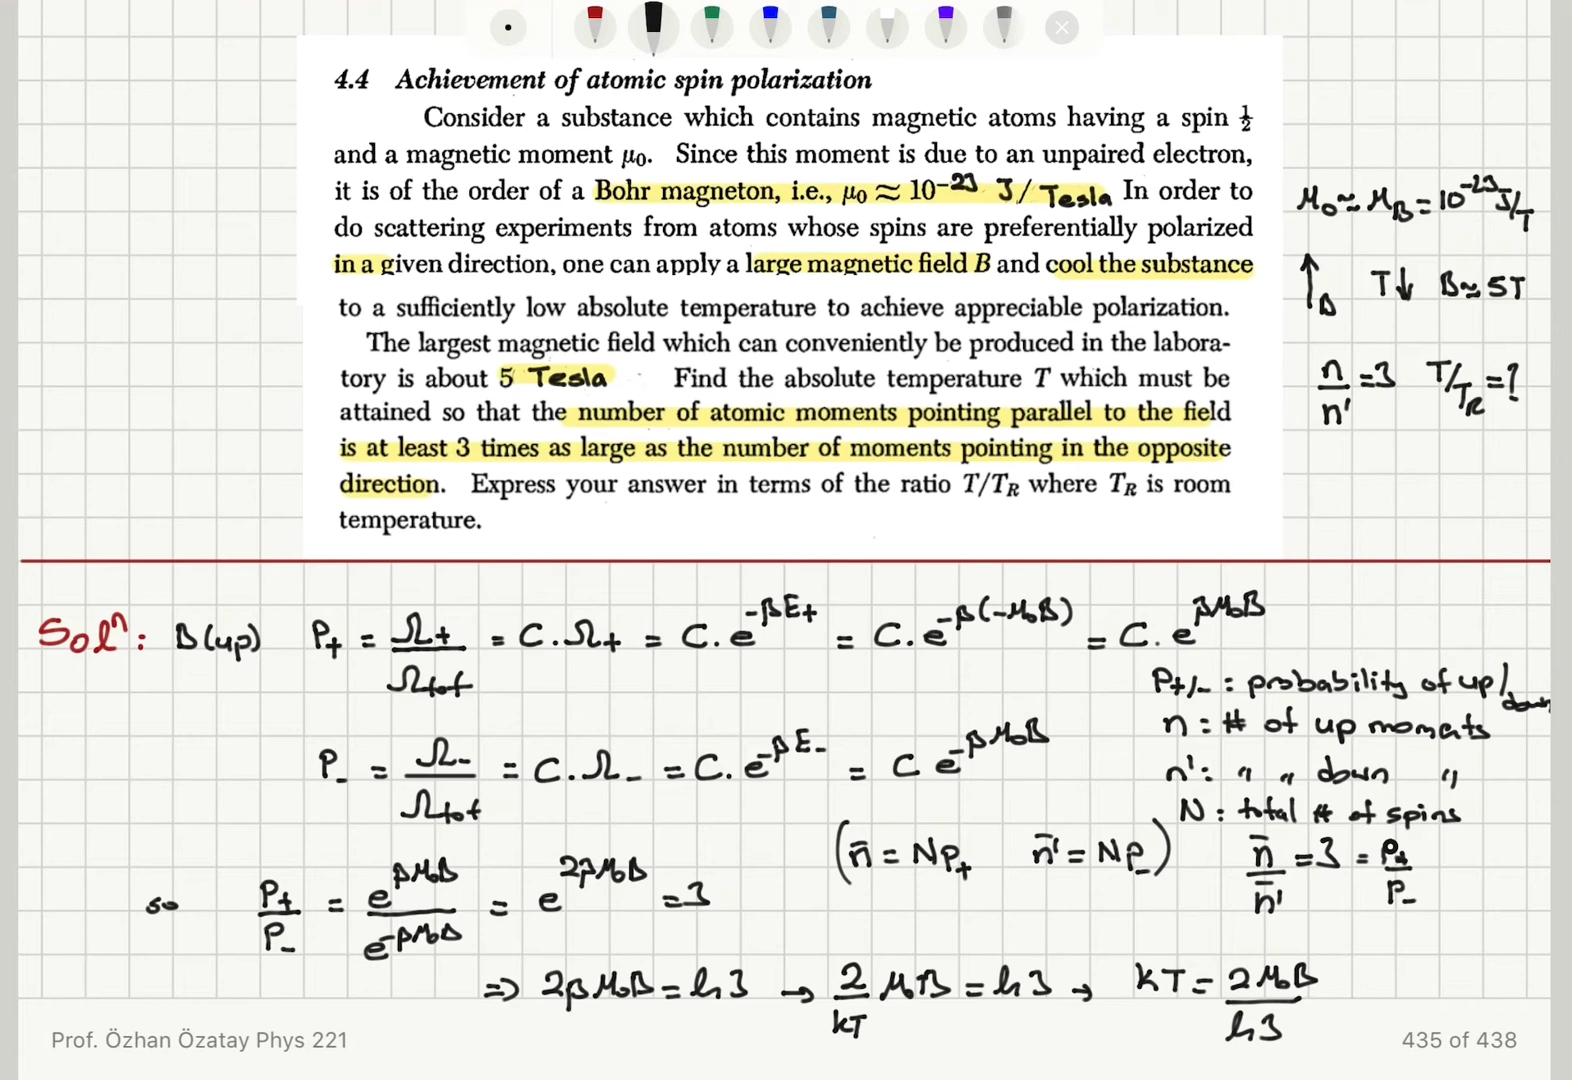 4.4 Achievement of atomic spin polarization
Consider a substance which contains magnetic atoms having a spin ½
and a magnetic moment μ₀. Since this moment is due to an unpaired electron,
it is of the order of a Bohr magneton, i.e., μ₀ ≈ 10⁻²³ J/Tesla In order to
do scattering experiments from atoms whose spins are preferentially polarized
in a given direction, one can apply a large magnetic field B and cool the substance
to a sufficiently low absolute temperature to achieve appreciable polarization.
The largest magnetic field which can conveniently be produced in the labora-
tory is about 5 Tesla Find the absolute temperature T which must be
attained so that the number of atomic moments pointing parallel to the field
is at least 3 times as large as the number of moments pointing in the opposite
direction. Express your answer in terms of the ratio T/T_R where T_R is room
temperature.
μ₀ ≃ μ_B = 10⁻²³ J/T
↑B T↓ B≃5T
n/n' = 3 T/T_R = ?
Solⁿ: B(up) P₊ = Ω₊/Ωtot = C.Ω₊ = C.e^(-βE₊) = C.e^(-β(-μ₀B)) = C.e^(βμ₀B)
P+/- : probability of up/down
n : # of up moments
n' : " " down "
N : total # of spins
P₋ = Ω₋/Ωtot = C.Ω₋ = C.e^(-βE₋) = C e^(-βμ₀B)
(n̄ = NP₊ n̄' = NP₋) n̄/n̄' = 3 = P₊/P₋
so P₊/P₋ = e^(βμ₀B)/e^(-βμ₀B) = e^(2βμ₀B) = 3
⇒ 2βμ₀B = ln3 → 2/kT μ₀B = ln3 → kT = 2μ₀B/ln3
Prof. Özhan Özatay Phys 221
435 of 438